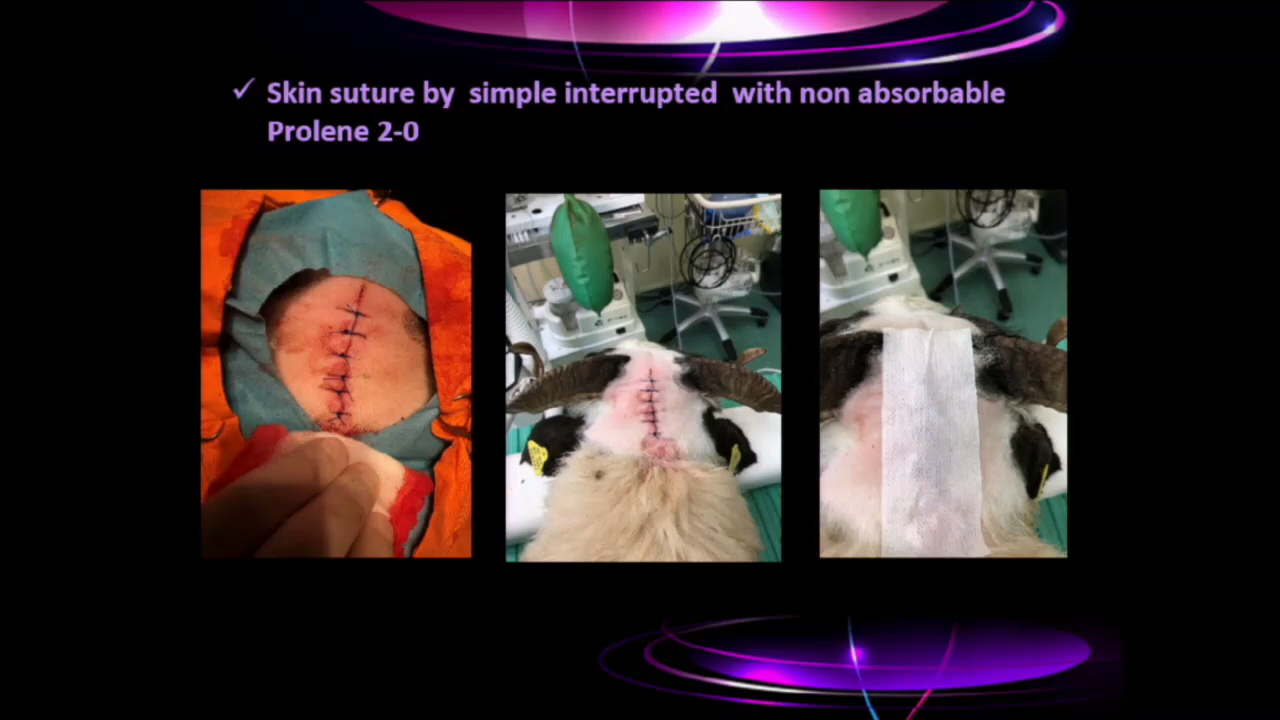 ✓ Skin suture by simple interrupted with non absorbable
Prolene 2-0